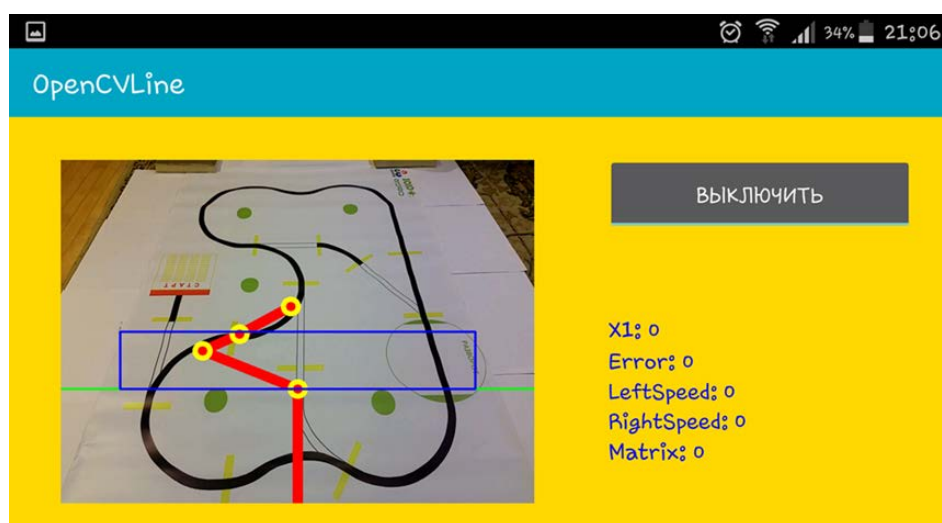 34% 21:06
OpenCVLine
ВЫКЛЮЧИТЬ
СТАРТ
X1: 0
Error: 0
LeftSpeed: 0
RightSpeed: 0
Matrix: 0